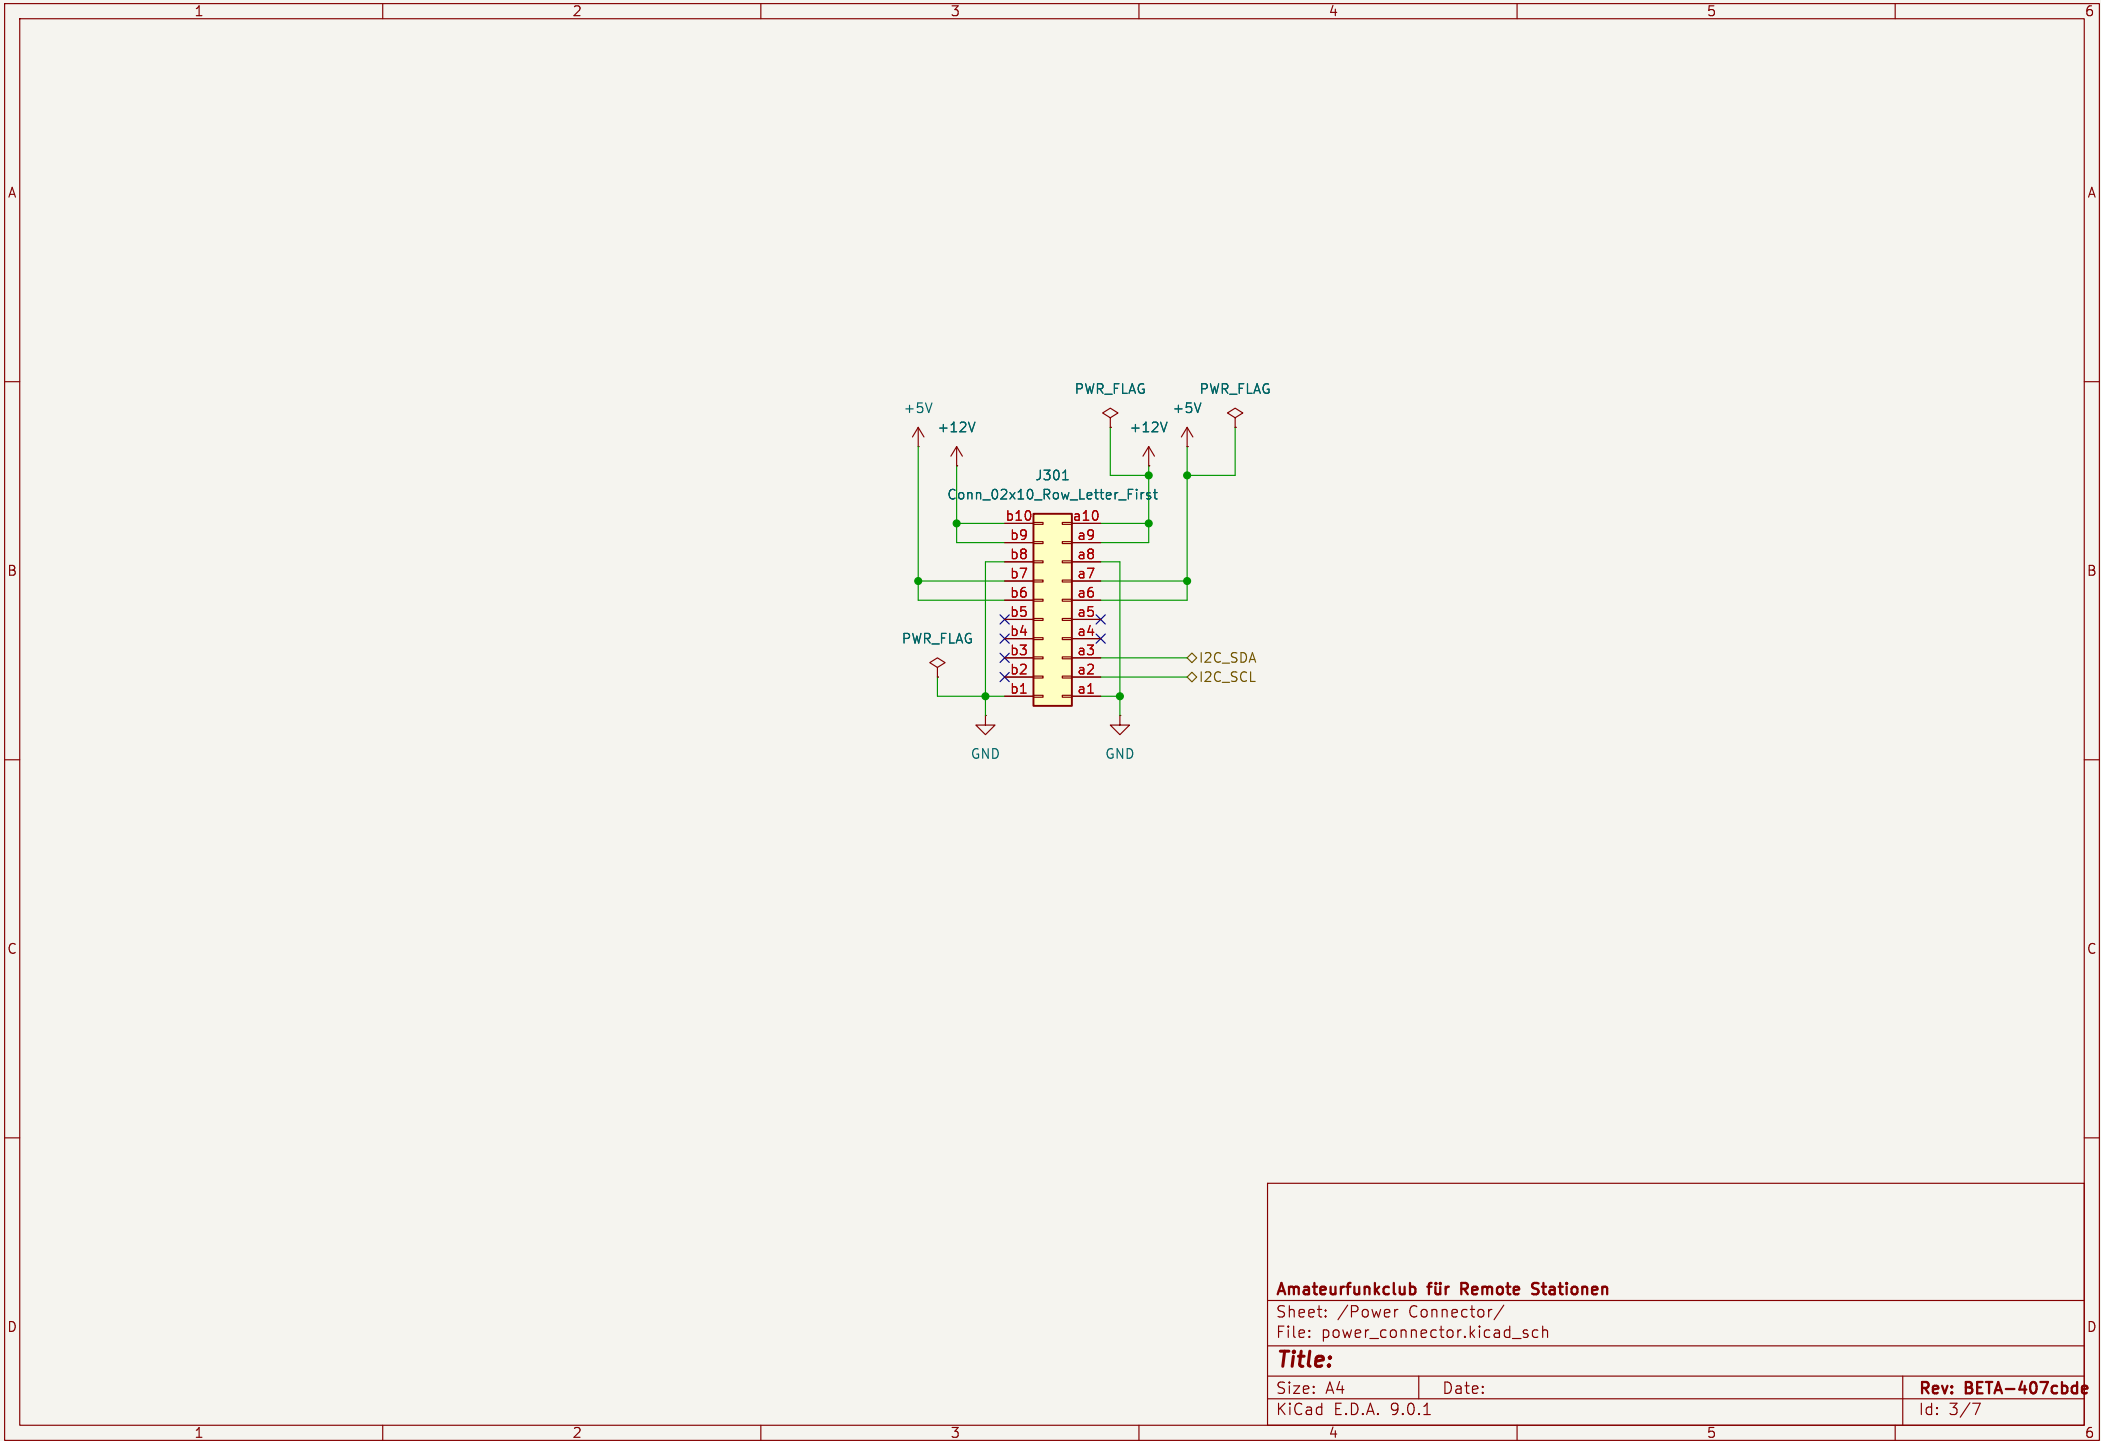 1 2 3 4 5 6
A A
PWR_FLAG PWR_FLAG
+5V +5V
+12V +12V
J301
Conn_02x10_Row_Letter_First
b10 a10
b9 a9
b8 a8
B b7 a7 B
b6 a6
b5 a5
PWR_FLAG b4 a4
b3 a3 I2C_SDA
b2 a2 I2C_SCL
b1 a1
GND GND
C C
Amateurfunkclub für Remote Stationen
Sheet: /Power Connector/
D D
File: power_connector.kicad_sch
Title:
Size: A4 Date: Rev: BETA-407cbde
KiCad E.D.A. 9.0.1 Id: 3/7
1 2 3 4 5 6